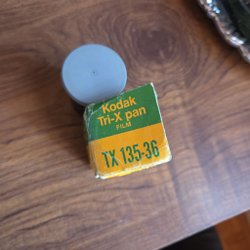 Kodak
Tri-X pan
FILM
TX 135-36